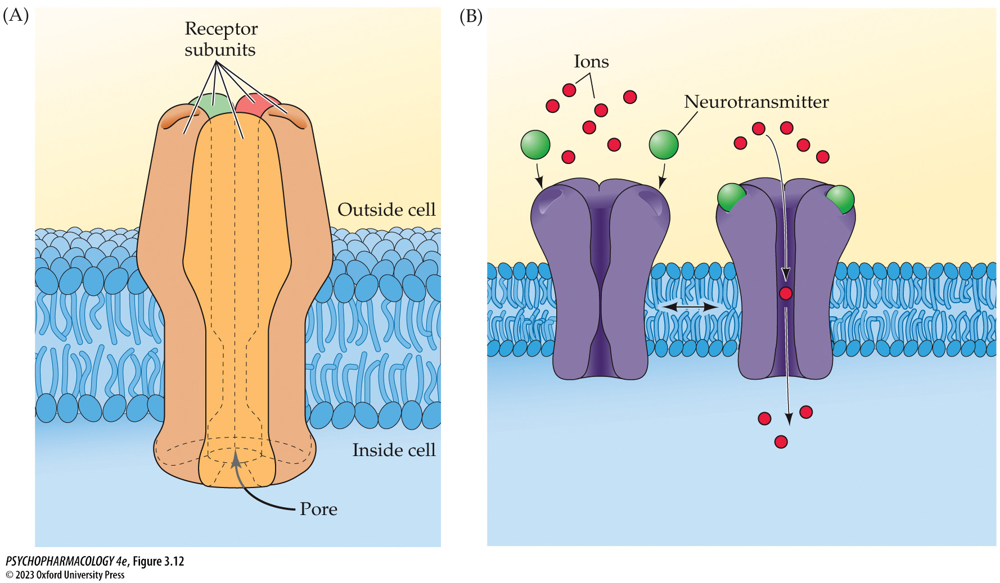 (A)
Receptor
subunits
Outside cell
Inside cell
Pore
(B)
Ions
Neurotransmitter
PSYCHOPHARMACOLOGY 4e, Figure 3.12
© 2023 Oxford University Press